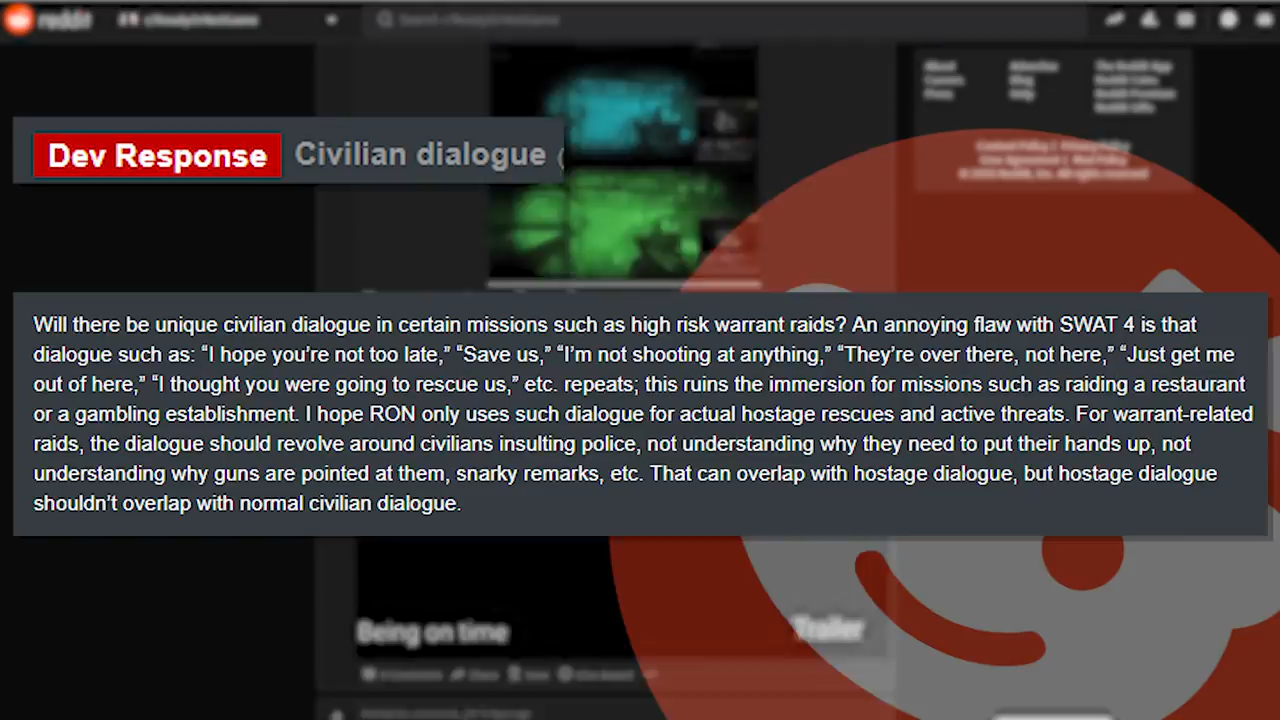 reddit
Dev Response Civilian dialogue
Will there be unique civilian dialogue in certain missions such as high risk warrant raids? An annoying flaw with SWAT 4 is that
dialogue such as: “I hope you’re not too late,” “Save us,” “I’m not shooting at anything,” “They’re over there, not here,” “Just get me
out of here,” “I thought you were going to rescue us,” etc. repeats; this ruins the immersion for missions such as raiding a restaurant
or a gambling establishment. I hope RON only uses such dialogue for actual hostage rescues and active threats. For warrant-related
raids, the dialogue should revolve around civilians insulting police, not understanding why they need to put their hands up, not
understanding why guns are pointed at them, snarky remarks, etc. That can overlap with hostage dialogue, but hostage dialogue
shouldn’t overlap with normal civilian dialogue.
Being on time
Trailer